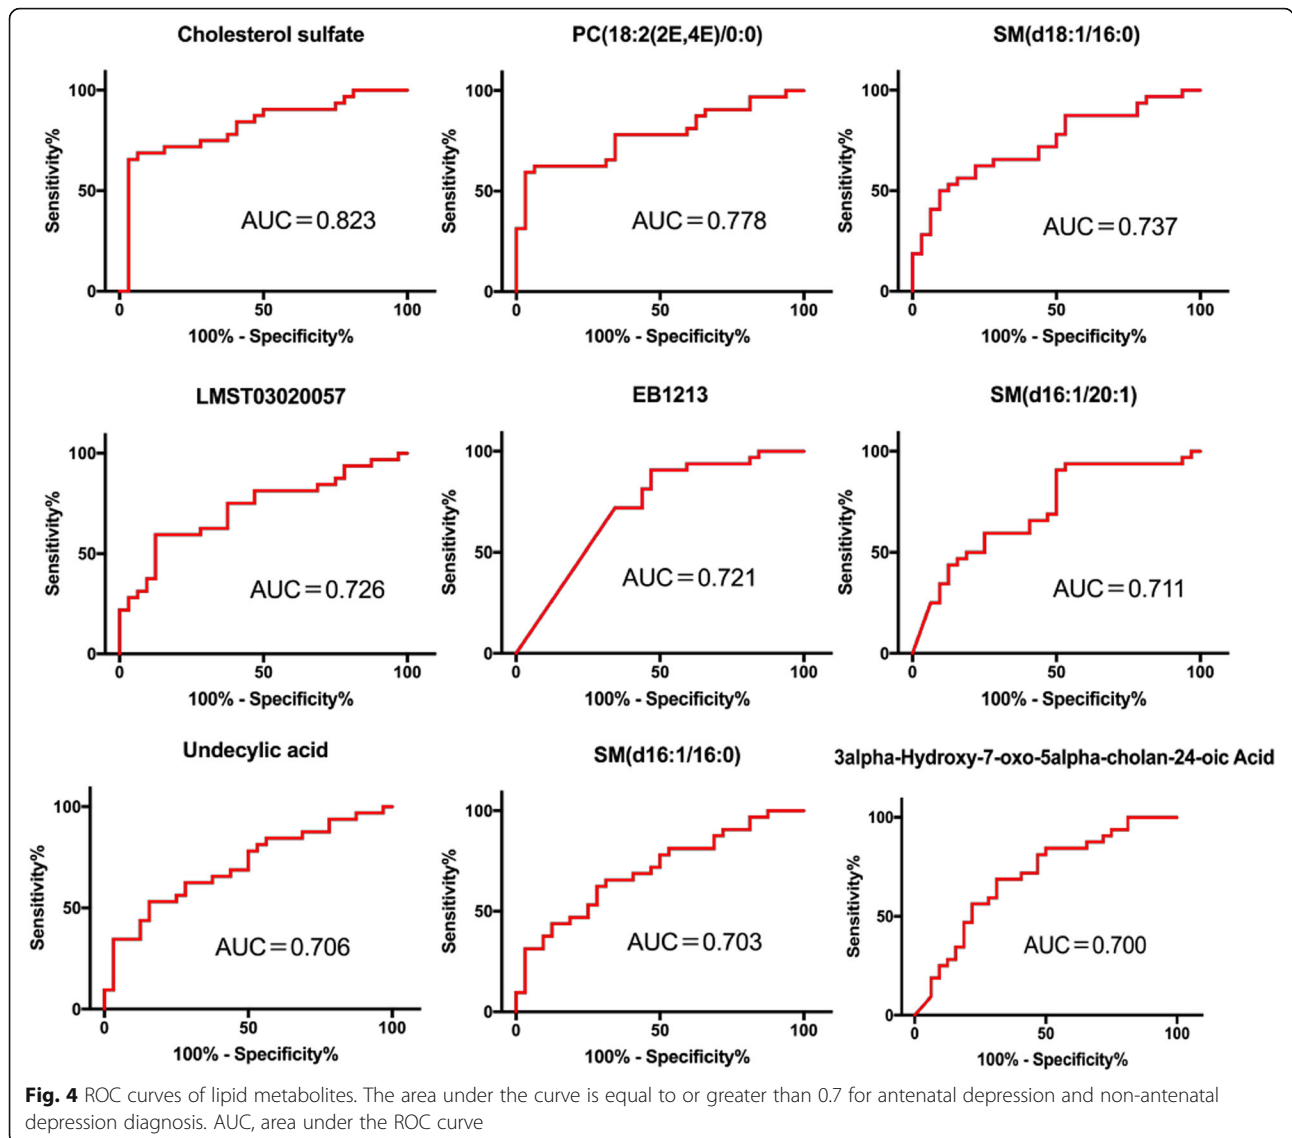 Cholesterol sulfate
Sensitivity%
100
50
0
AUC=0.823
0 50 100
100% - Specificity%
PC(18:2(2E,4E)/0:0)
Sensitivity%
100
50
0
AUC=0.778
0 50 100
100% - Specificity%
SM(d18:1/16:0)
Sensitivity%
100
50
0
AUC=0.737
0 50 100
100% - Specificity%
LMST03020057
Sensitivity%
100
50
0
AUC=0.726
0 50 100
100% - Specificity%
EB1213
Sensitivity%
100
50
0
AUC=0.721
0 50 100
100% - Specificity%
SM(d16:1/20:1)
Sensitivity%
100
50
0
AUC=0.711
0 50 100
100% - Specificity%
Undecylic acid
Sensitivity%
100
50
0
AUC=0.706
0 50 100
100% - Specificity%
SM(d16:1/16:0)
Sensitivity%
100
50
0
AUC=0.703
0 50 100
100% - Specificity%
3alpha-Hydroxy-7-oxo-5alpha-cholan-24-oic Acid
Sensitivity%
100
50
0
AUC=0.700
0 50 100
100% - Specificity%
Fig. 4 ROC curves of lipid metabolites. The area under the curve is equal to or greater than 0.7 for antenatal depression and non-antenatal
depression diagnosis. AUC, area under the ROC curve